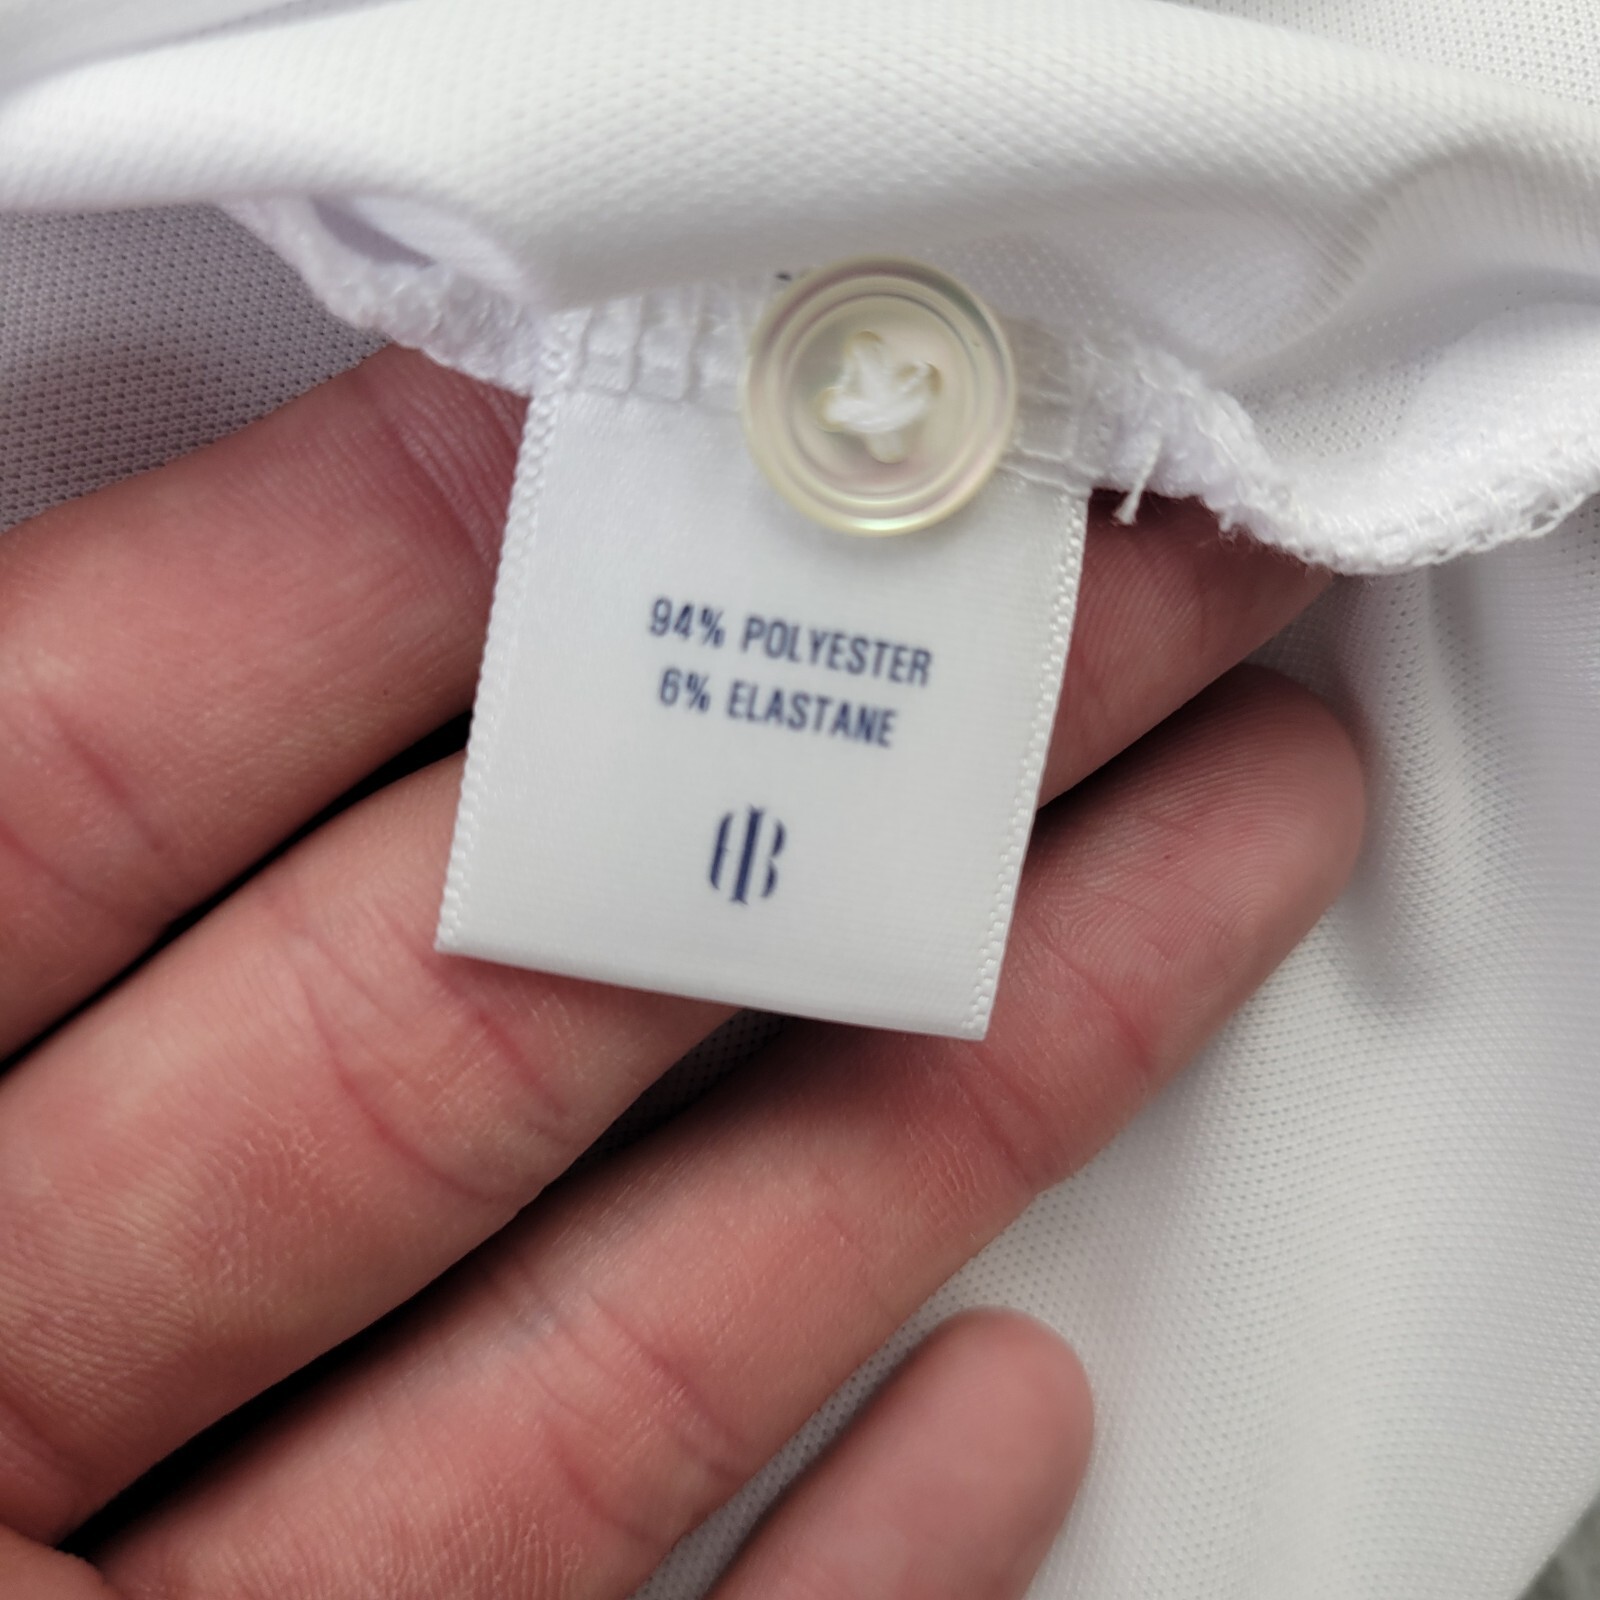 94% POLYESTER
6% ELASTANE